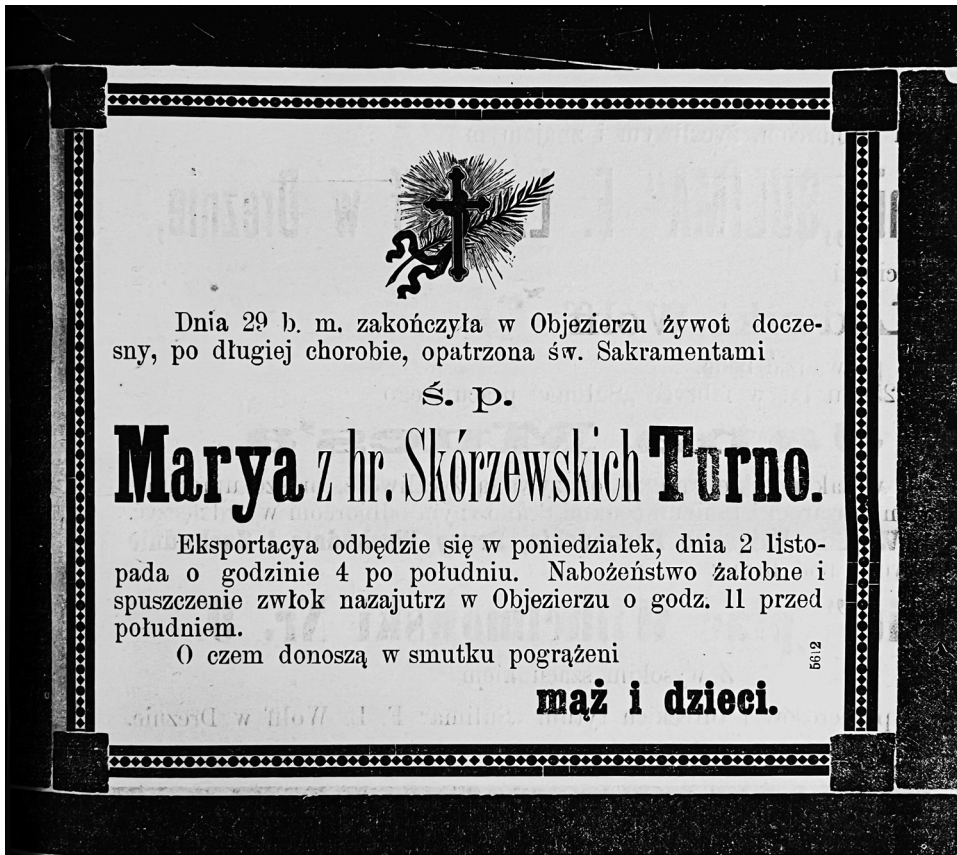 Dnia 29 b. m. zakończyła w Objezierzu żywot docze-
sny, po długiej chorobie, opatrzona św. Sakramentami
ś. p.
Marya z hr. Skórzewskich Turno.
Eksportacya odbędzie się w poniedziałek, dnia 2 listo-
pada o godzinie 4 po południu. Nabożeństwo żałobne i
spuszczenie zwłok nazajutrz w Objezierzu o godz. 11 przed
południem.
O czem donoszą w smutku pogrążeni
5612
mąż i dzieci.